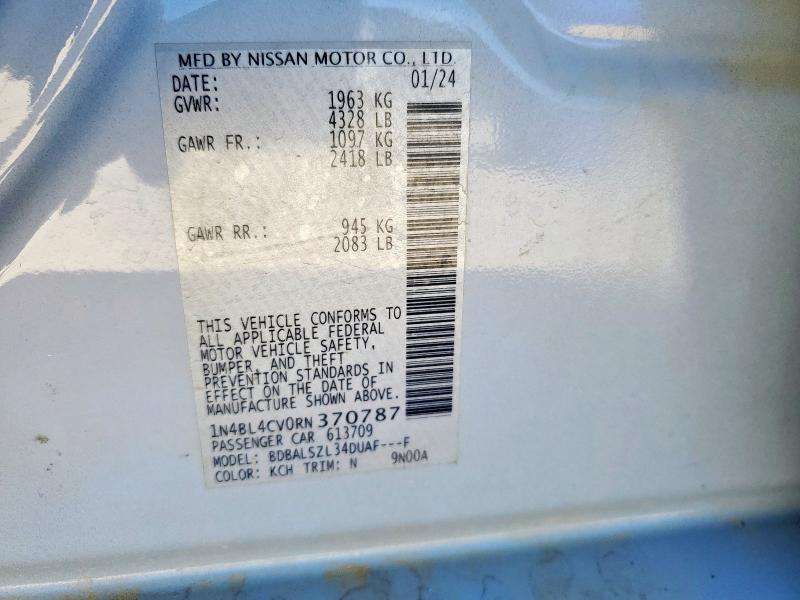 MFD BY NISSAN MOTOR CO., LTD.
DATE: 01/24
GVWR: 1963 KG
4328 LB
GAWR FR.: 1097 KG
2418 LB
GAWR RR.: 945 KG
2083 LB
THIS VEHICLE CONFORMS TO
ALL APPLICABLE FEDERAL
MOTOR VEHICLE SAFETY,
BUMPER, AND THEFT
PREVENTION STANDARDS IN
EFFECT ON THE DATE OF
MANUFACTURE SHOWN ABOVE.
1N4BL4CV0RN370787
PASSENGER CAR 613709
MODEL: BDBALSZL34DUAF---F
COLOR: KCH TRIM: N 9N00A